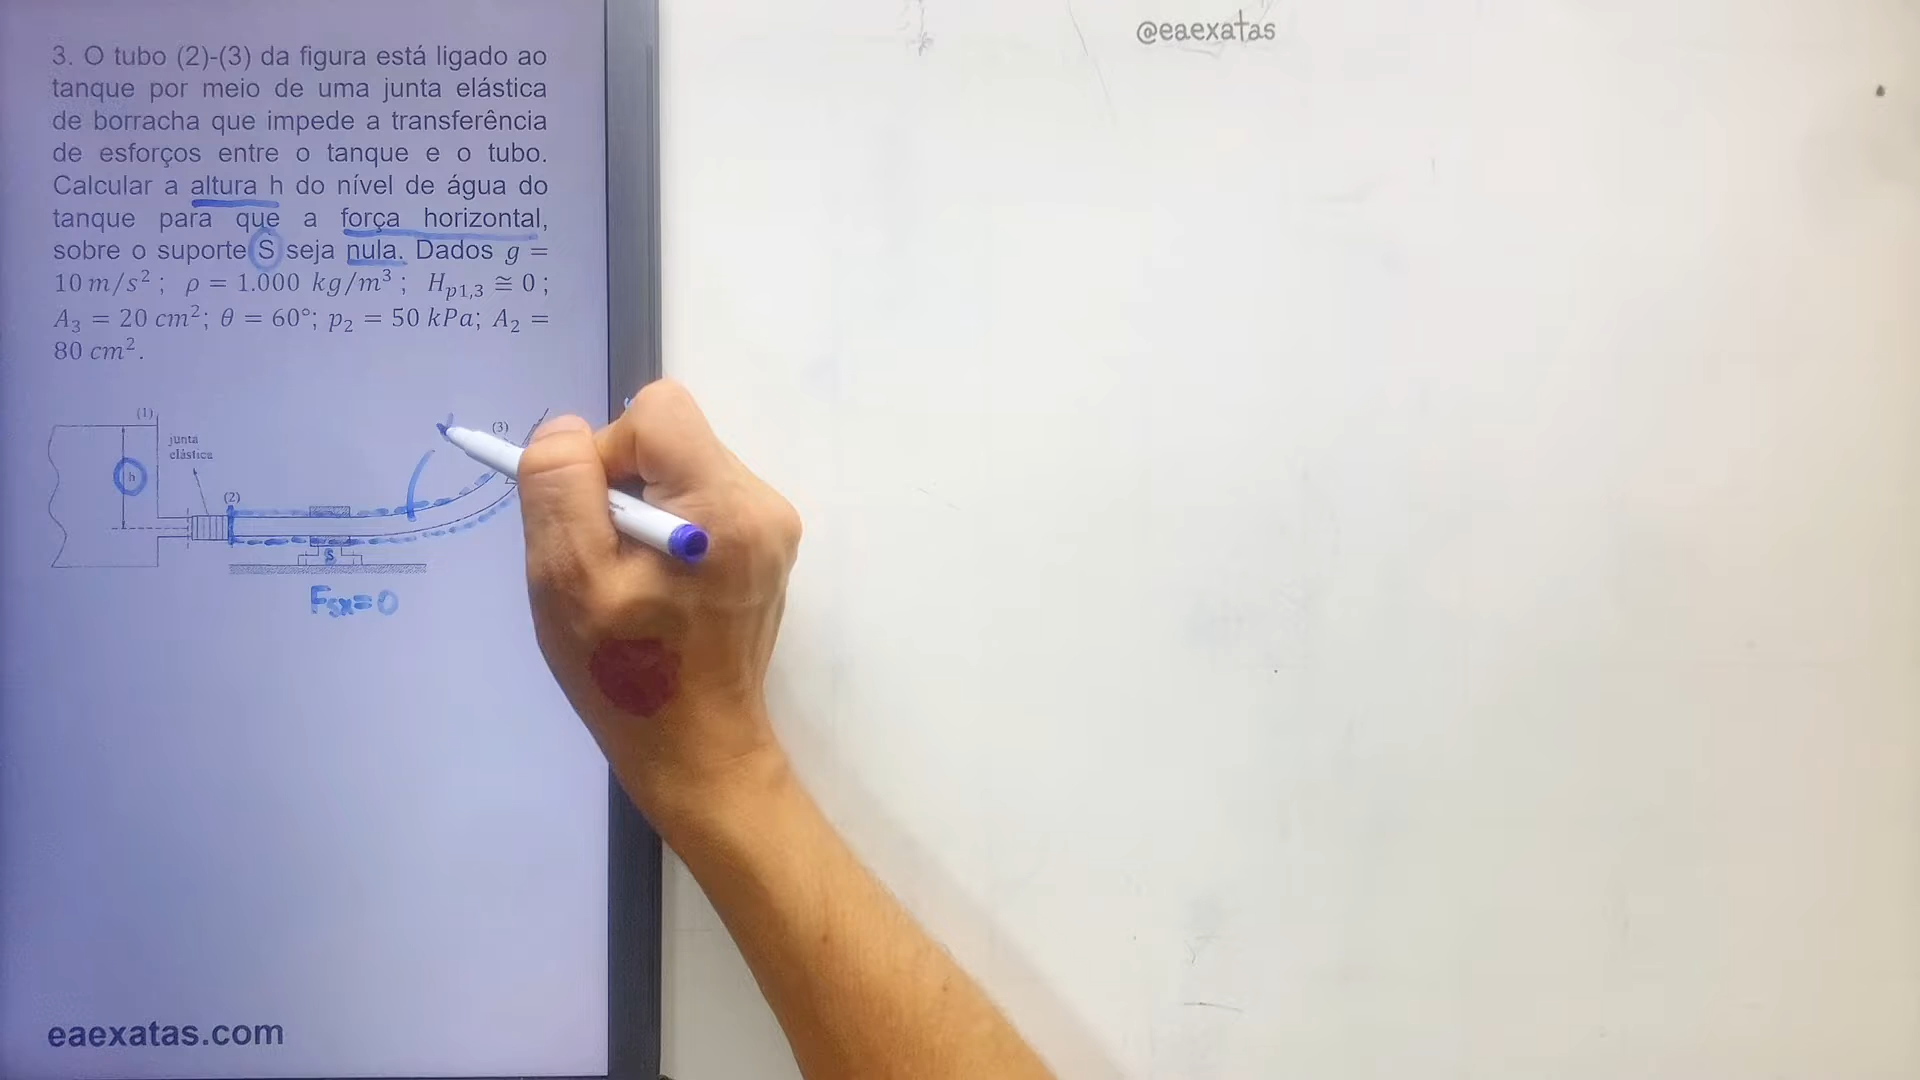 @eaexatas
3. O tubo (2)-(3) da figura está ligado ao
tanque por meio de uma junta elástica
de borracha que impede a transferência
de esforços entre o tanque e o tubo.
Calcular a altura h do nível de água do
tanque para que a força horizontal,
sobre o suporte S seja nula. Dados g =
10 m/s² ; ρ = 1.000 kg/m³ ; Hp1,3 ≅ 0 ;
A₃ = 20 cm²; θ = 60°; p₂ = 50 kPa; A₂ =
80 cm².
(1)
(3)
junta
elástica
h
(2)
S
Fsx=0
eaexatas.com